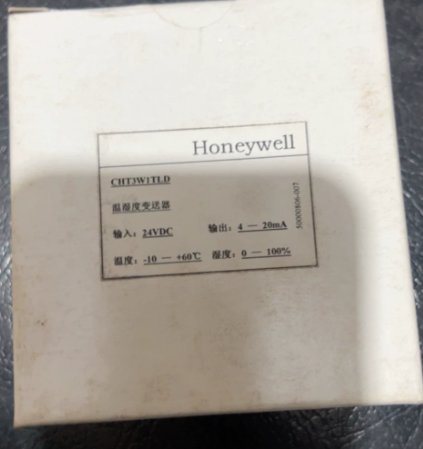 Honeywell
CHT3W1TLD
温湿度变送器
输入：24VDC 输出：4 — 20mA
温度：-10 — +60℃ 湿度：0 — 100%
50000806-007